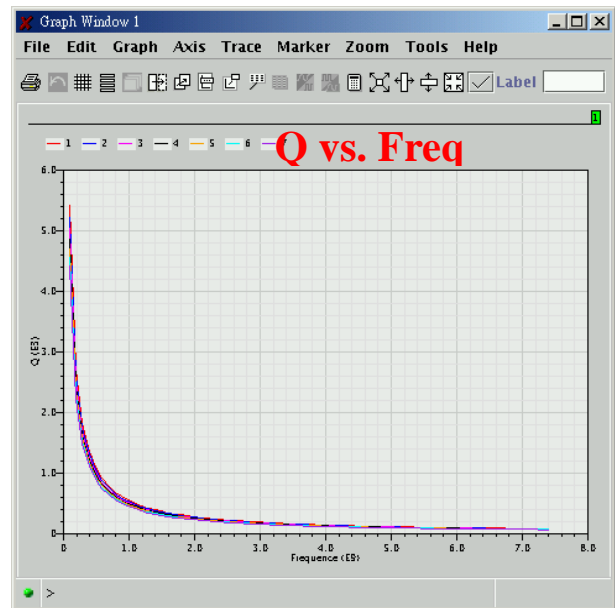 Graph Window 1
File Edit Graph Axis Trace Marker Zoom Tools Help
Label
1
1 2 3 4 5 6 7
Q vs. Freq
6.0
5.0
4.0
3.0
2.0
1.0
0
Q (E3)
0 1.0 2.0 3.0 4.0 5.0 6.0 7.0 8.0
Frequence (E9)
>